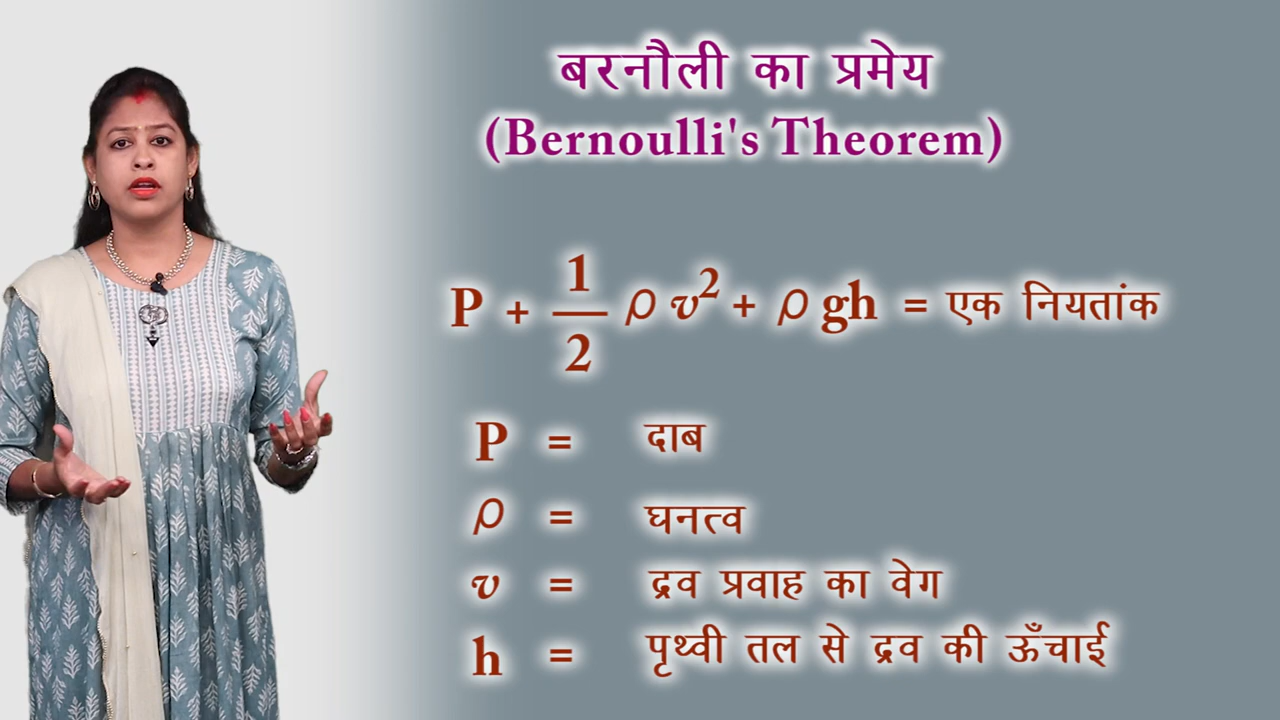 बरनौली का प्रमेय
(Bernoulli's Theorem)
P + 1/2 ρ v² + ρ gh = एक नियतांक
P = दाब
ρ = घनत्व
v = द्रव प्रवाह का वेग
h = पृथ्वी तल से द्रव की ऊँचाई